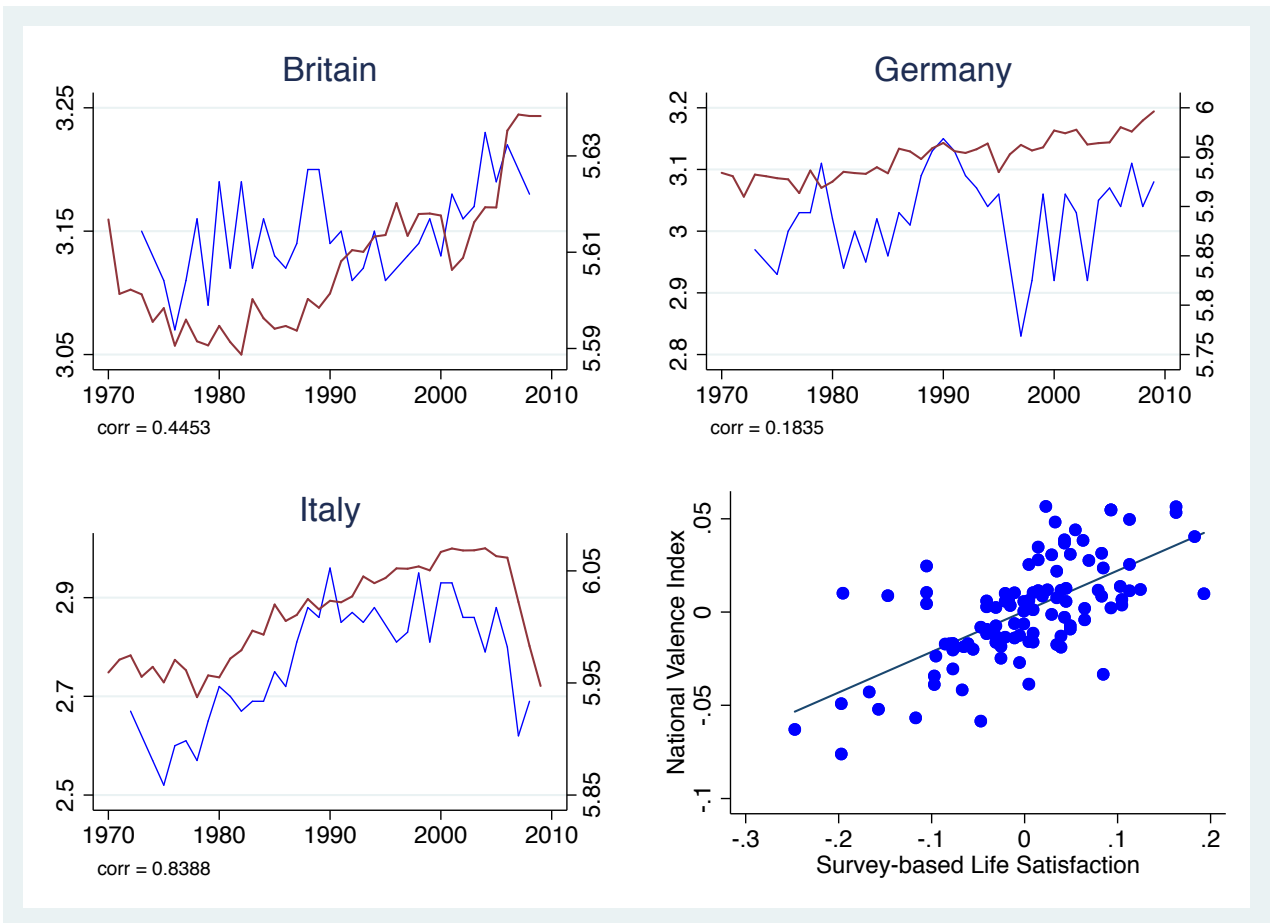 Britain
3.25
3.15
3.05
5.63
5.61
5.59
1970 1980 1990 2000 2010
corr = 0.4453
Germany
3.2
3.1
3
2.9
2.8
6
5.95
5.9
5.85
5.8
5.75
1970 1980 1990 2000 2010
corr = 0.1835
Italy
2.9
2.7
2.5
6.05
5.95
5.85
1970 1980 1990 2000 2010
corr = 0.8388
National Valence Index
.05
0
-.05
-.1
-.3 -.2 -.1 0 .1 .2
Survey-based Life Satisfaction